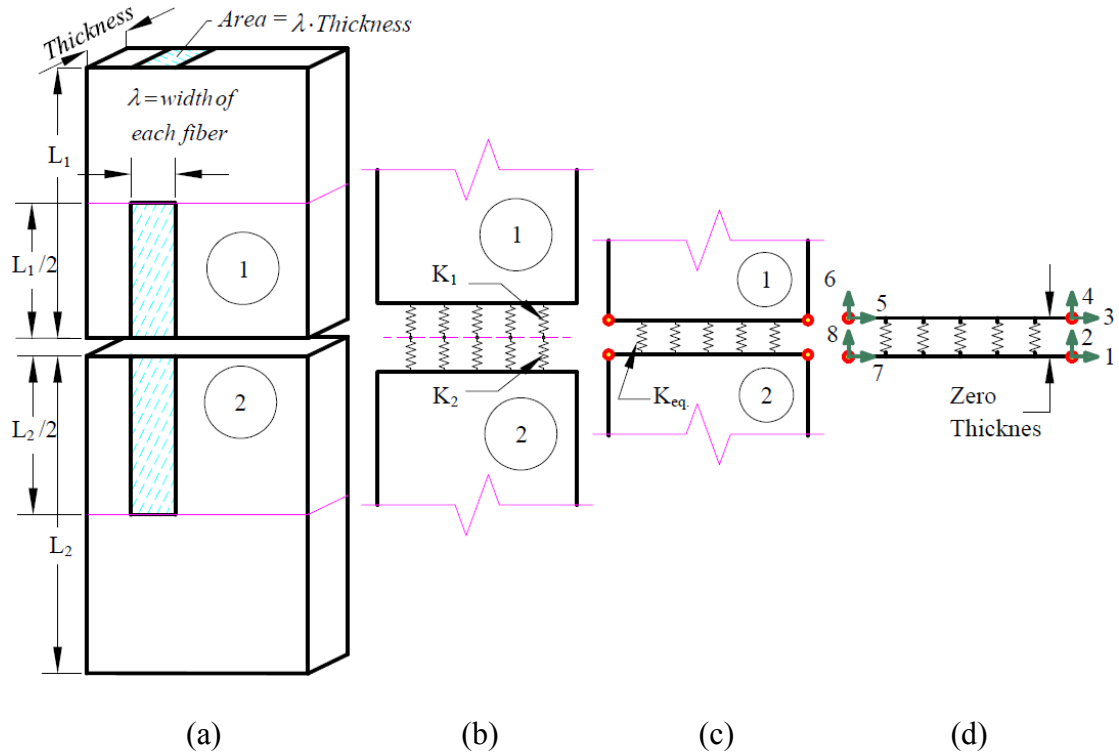 Thickness
Area = λ·Thickness
λ=width of
each fiber
L₁
L₁/2
1
2
L₂/2
L₂
1
K₁
K₂
2
1
K_eq.
2
6
5
4
3
8
7
2
1
Zero
Thicknes
(a) (b) (c) (d)